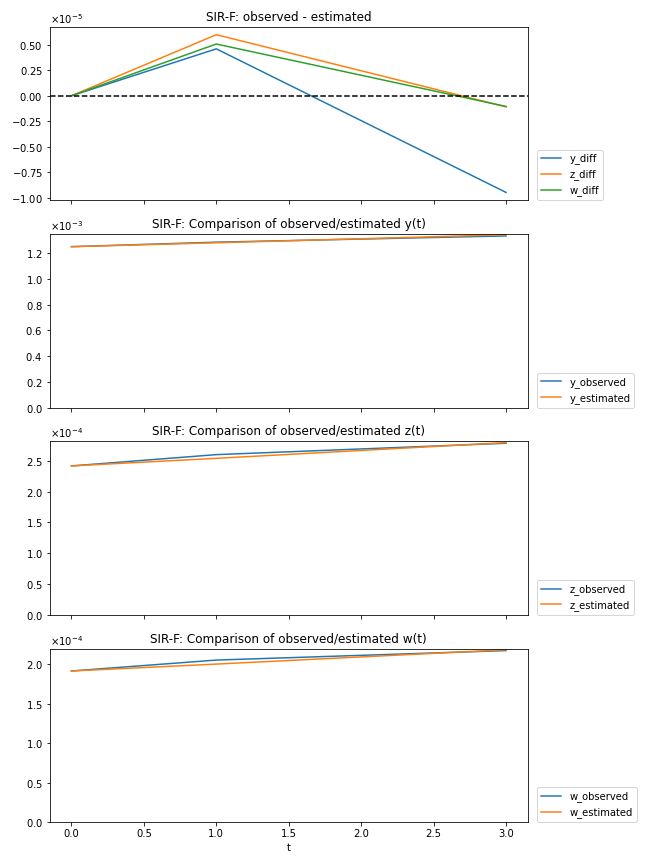 ×10⁻⁵
SIR-F: observed - estimated
0.50
0.25
0.00
−0.25
−0.50
−0.75
−1.00
y_diff
z_diff
w_diff
×10⁻³
SIR-F: Comparison of observed/estimated y(t)
1.2
1.0
0.8
0.6
0.4
0.2
0.0
y_observed
y_estimated
×10⁻⁴
SIR-F: Comparison of observed/estimated z(t)
2.5
2.0
1.5
1.0
0.5
0.0
z_observed
z_estimated
×10⁻⁴
SIR-F: Comparison of observed/estimated w(t)
2.0
1.5
1.0
0.5
0.0
w_observed
w_estimated
0.0 0.5 1.0 1.5 2.0 2.5 3.0
t